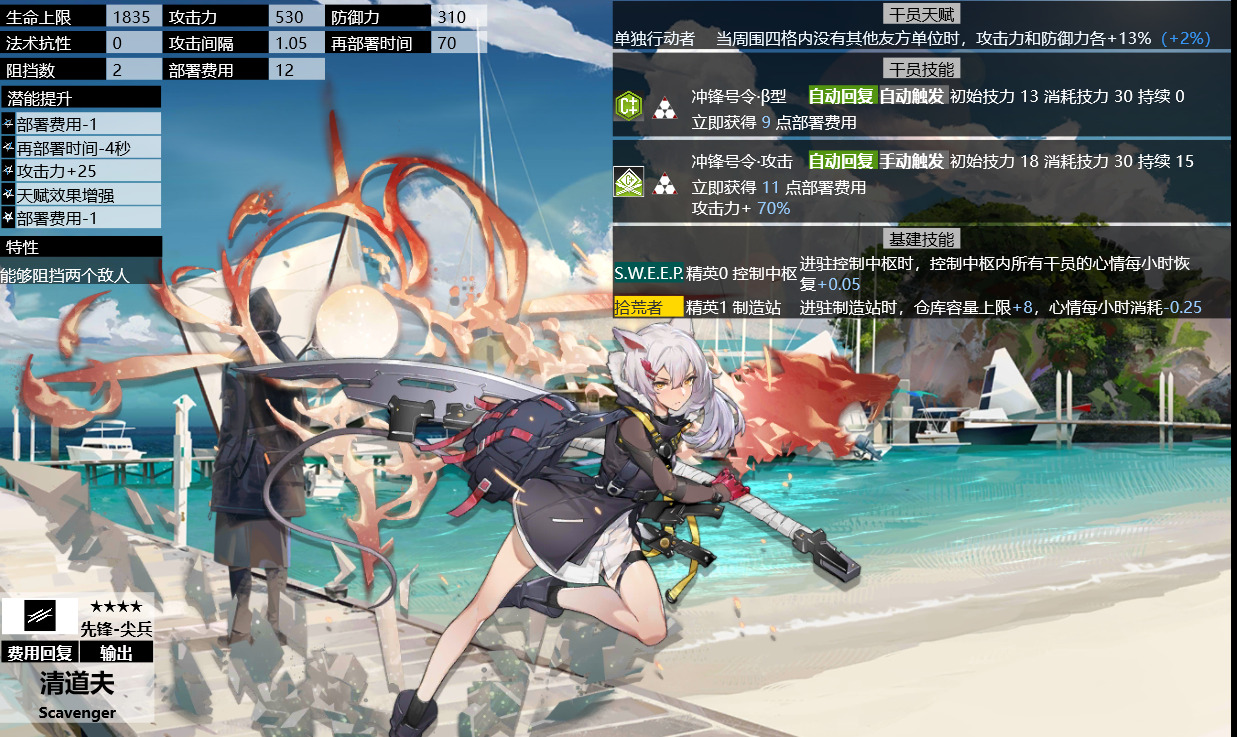 生命上限 1835 攻击力 530 防御力 310
法术抗性 0 攻击间隔 1.05 再部署时间 70
阻挡数 2 部署费用 12
潜能提升
部署费用-1
再部署时间-4秒
攻击力+25
天赋效果增强
部署费用-1
特性
能够阻挡两个敌人
干员天赋
单独行动者 当周围四格内没有其他友方单位时，攻击力和防御力各+13%（+2%）
干员技能
冲锋号令·β型 自动回复 自动触发 初始技力 13 消耗技力 30 持续 0
立即获得 9 点部署费用
冲锋号令·攻击 自动回复 手动触发 初始技力 18 消耗技力 30 持续 15
立即获得 11 点部署费用
攻击力+ 70%
基建技能
S.W.E.E.P. 精英0 控制中枢 进驻控制中枢时，控制中枢内所有干员的心情每小时恢
复+0.05
拾荒者 精英1 制造站 进驻制造站时，仓库容量上限+8，心情每小时消耗-0.25
★★★★
先锋-尖兵
费用回复 输出
清道夫
Scavenger